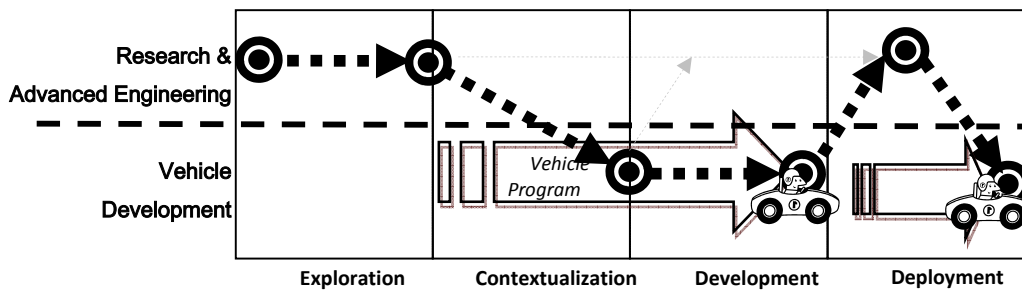 Research &
Advanced Engineering
Vehicle
Development
Vehicle
Program
Exploration
Contextualization
Development
Deployment